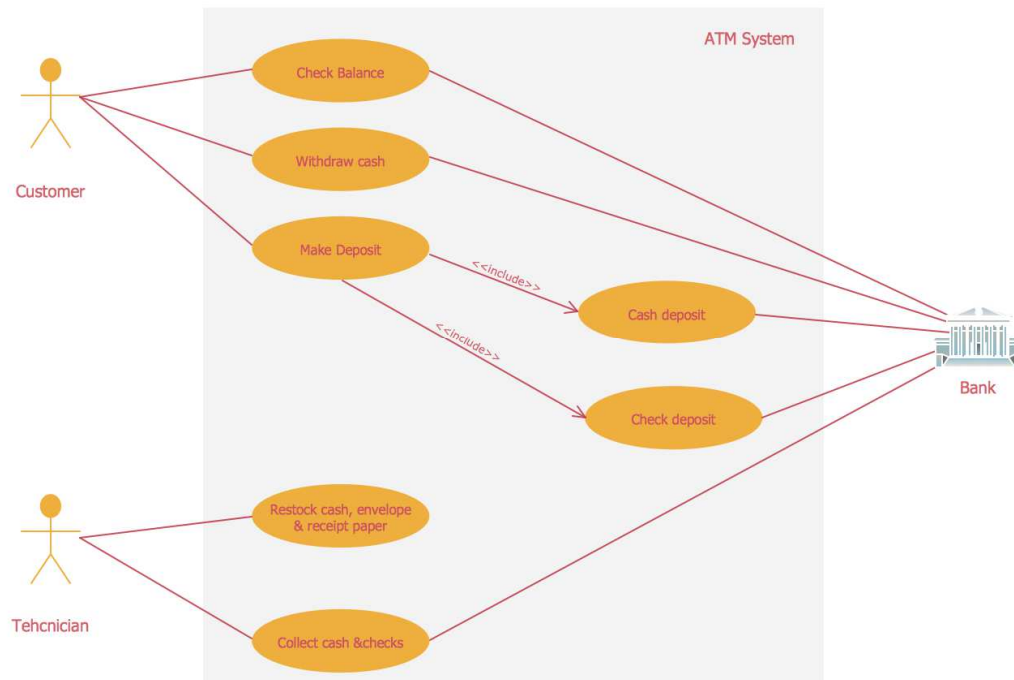 ATM System
Check Balance
Customer
Withdraw cash
Make Deposit
<<include>>
Cash deposit
<<include>>
Bank
Check deposit
Restock cash, envelope
& receipt paper
Tehcnician
Collect cash &checks